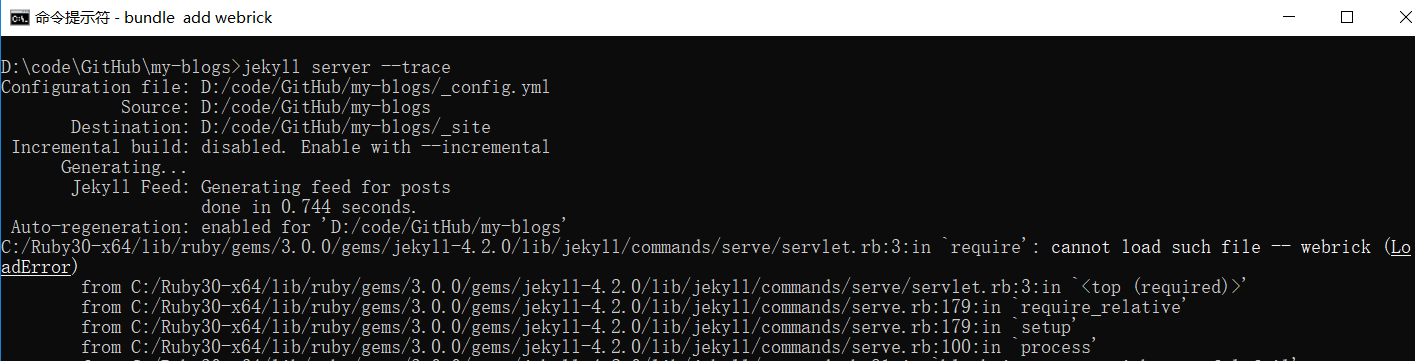 命令提示符 - bundle  add webrick
D:\code\GitHub\my-blogs>jekyll server --trace
Configuration file: D:/code/GitHub/my-blogs/_config.yml
            Source: D:/code/GitHub/my-blogs
       Destination: D:/code/GitHub/my-blogs/_site
 Incremental build: disabled. Enable with --incremental
      Generating...
       Jekyll Feed: Generating feed for posts
                    done in 0.744 seconds.
 Auto-regeneration: enabled for 'D:/code/GitHub/my-blogs'
C:/Ruby30-x64/lib/ruby/gems/3.0.0/gems/jekyll-4.2.0/lib/jekyll/commands/serve/servlet.rb:3:in `require': cannot load such file -- webrick (Lo
adError)
        from C:/Ruby30-x64/lib/ruby/gems/3.0.0/gems/jekyll-4.2.0/lib/jekyll/commands/serve/servlet.rb:3:in `<top (required)>'
        from C:/Ruby30-x64/lib/ruby/gems/3.0.0/gems/jekyll-4.2.0/lib/jekyll/commands/serve.rb:179:in `require_relative'
        from C:/Ruby30-x64/lib/ruby/gems/3.0.0/gems/jekyll-4.2.0/lib/jekyll/commands/serve.rb:179:in `setup'
        from C:/Ruby30-x64/lib/ruby/gems/3.0.0/gems/jekyll-4.2.0/lib/jekyll/commands/serve.rb:100:in `process'